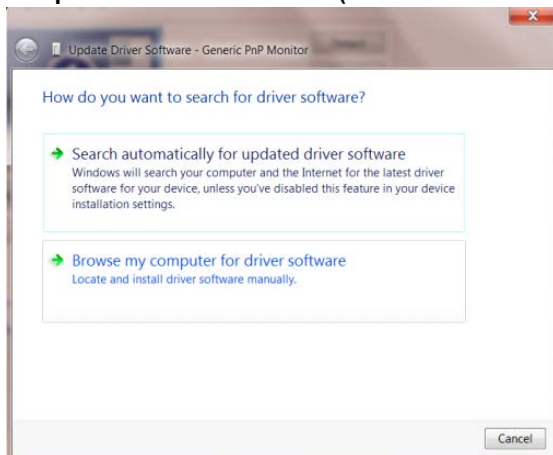 Update Driver Software - Generic PnP Monitor
How do you want to search for driver software?
Search automatically for updated driver software
Windows will search your computer and the Internet for the latest driver
software for your device, unless you've disabled this feature in your device
installation settings.
Browse my computer for driver software
Locate and install driver software manually.
Cancel